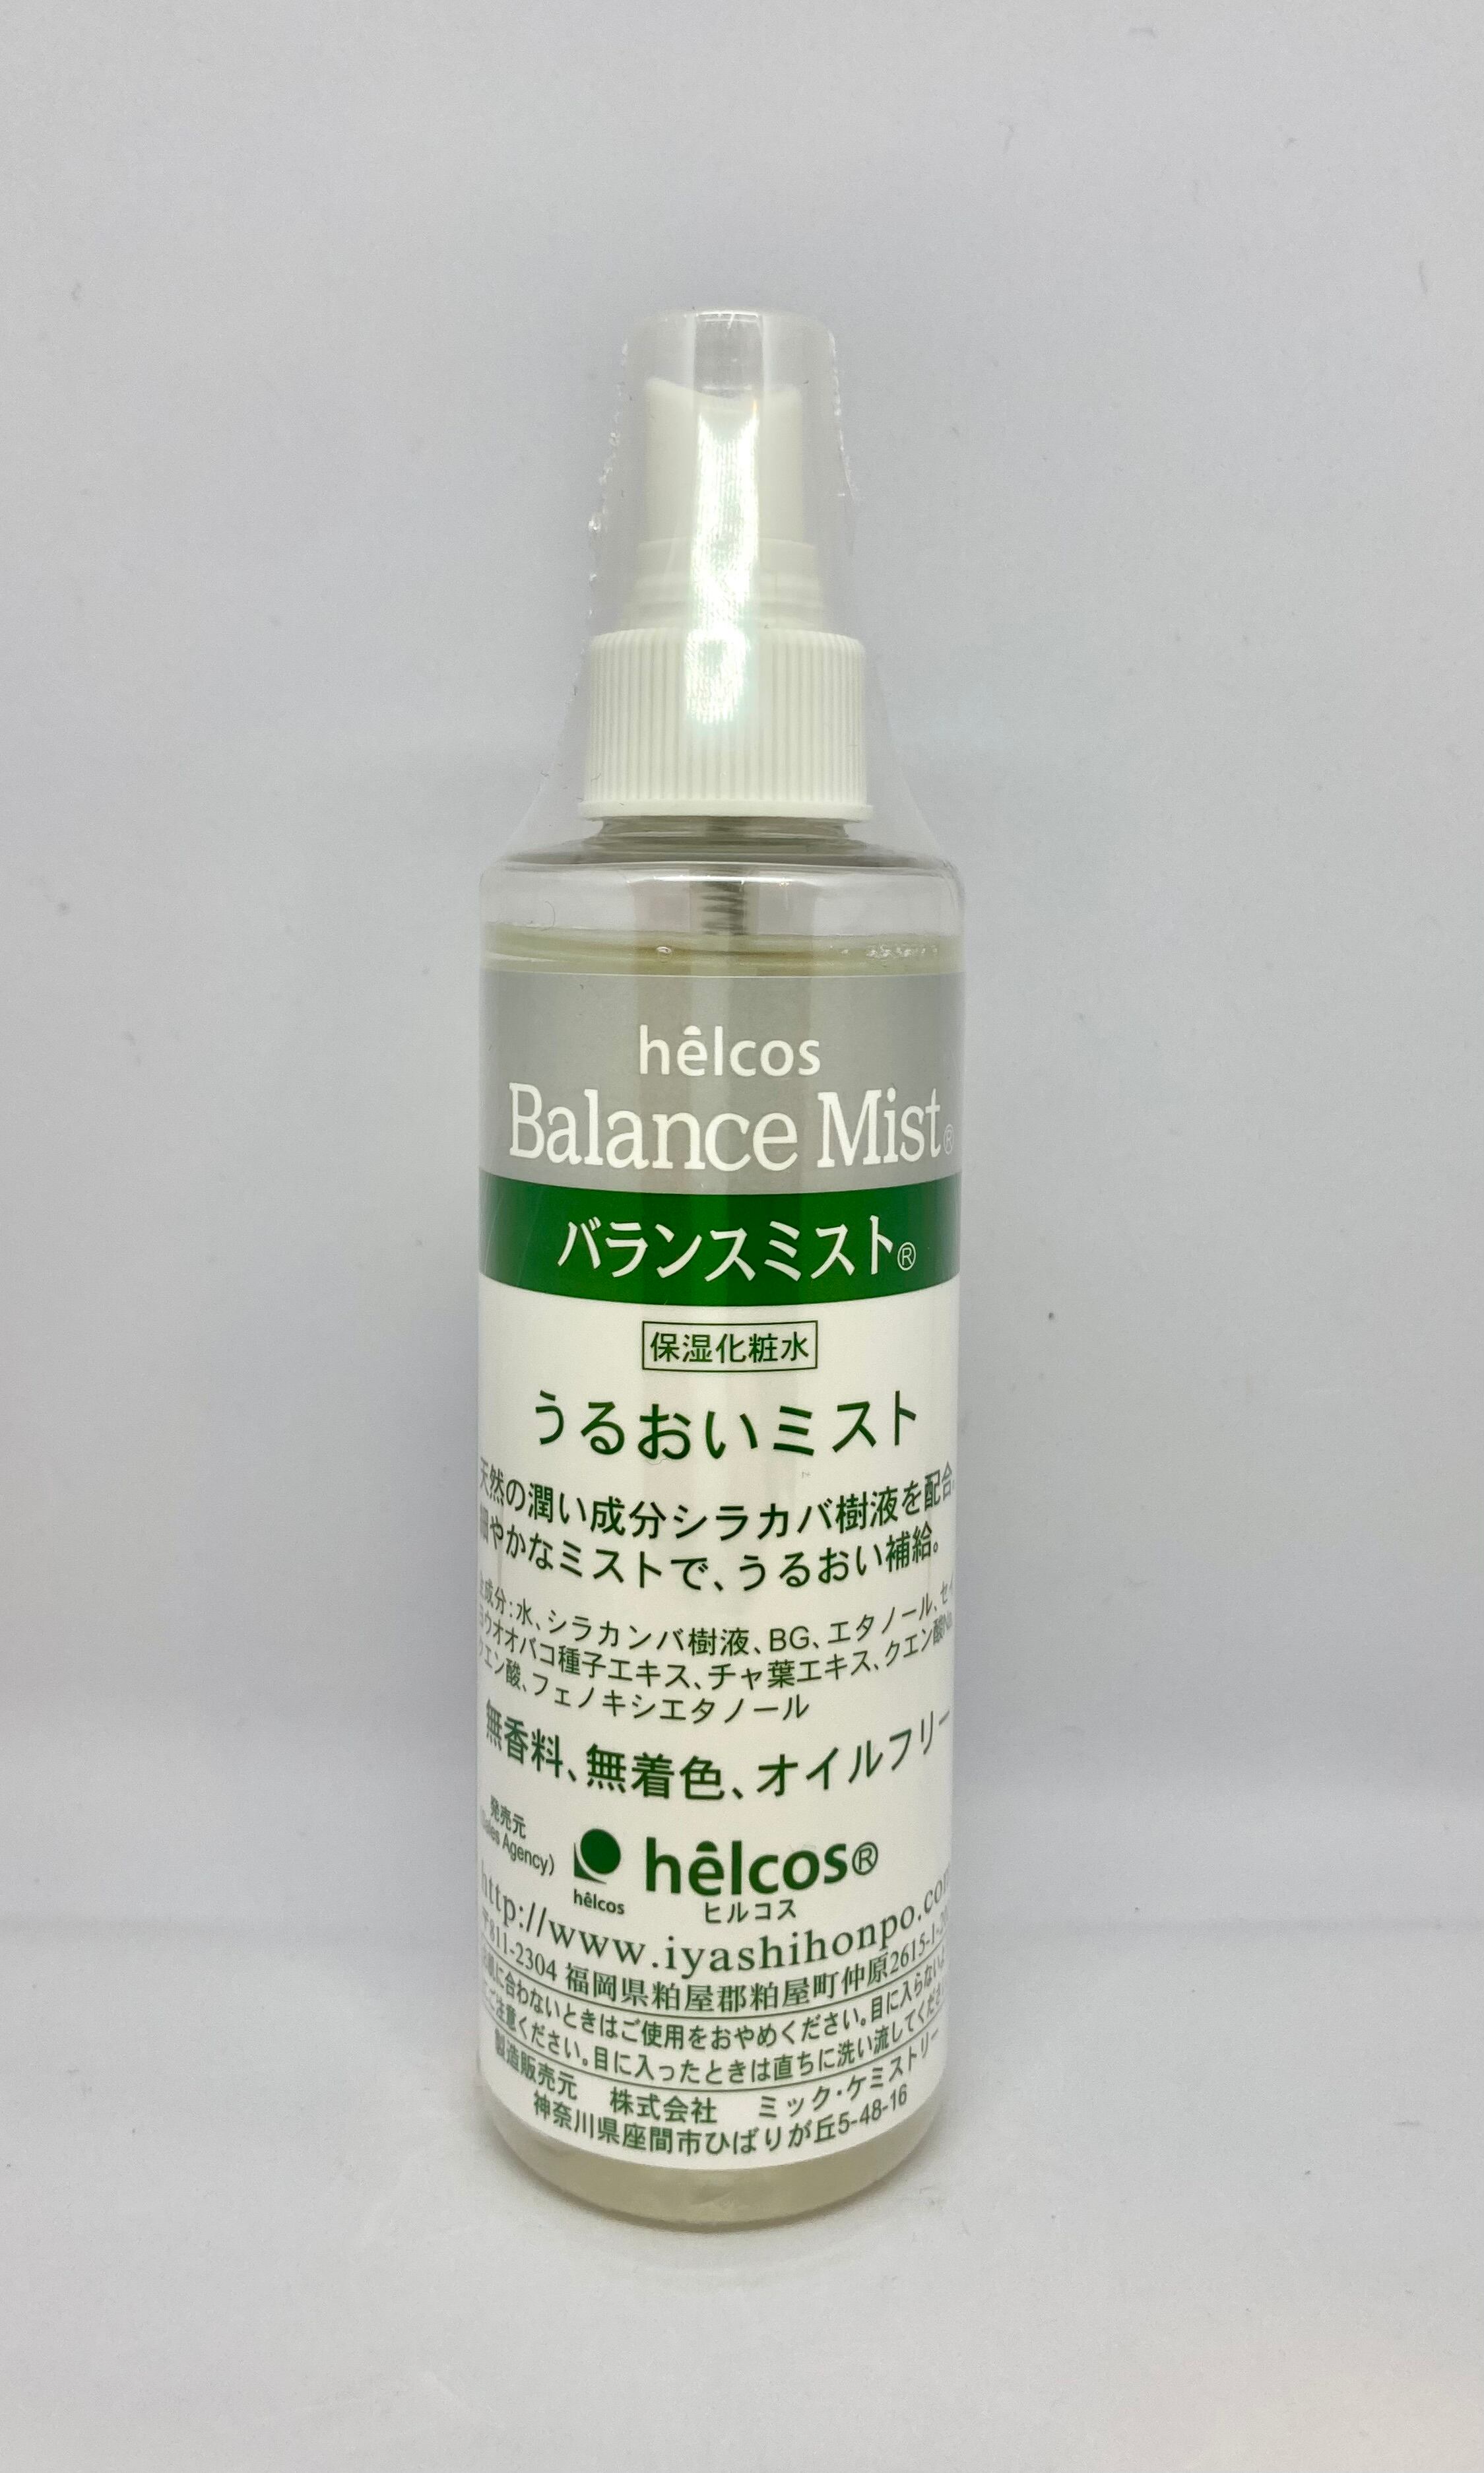 hêlcos
Balance Mist®
バランスミスト®
保湿化粧水
うるおいミスト
天然の潤い成分シラカバ樹液を配合。
細やかなミストで、うるおい補給。
全成分:水、シラカンバ樹液、BG、エタノール、セイ
ヨウオオバコ種子エキス、チャ葉エキス、クエン酸Na、
クエン酸、フェノキシエタノール
無香料、無着色、オイルフリー
発売元
(Sales Agency)
hêlcos
hêlcos®
ヒルコス
http://www.iyashihonpo.com
〒811-2304 福岡県粕屋郡粕屋町仲原2615-1-
お肌に合わないときはご使用をおやめください。目に入らないよ
うご注意ください。目に入ったときは直ちに洗い流してください
製造販売元 株式会社 ミック・ケミストリー
神奈川県座間市ひばりが丘5-48-16